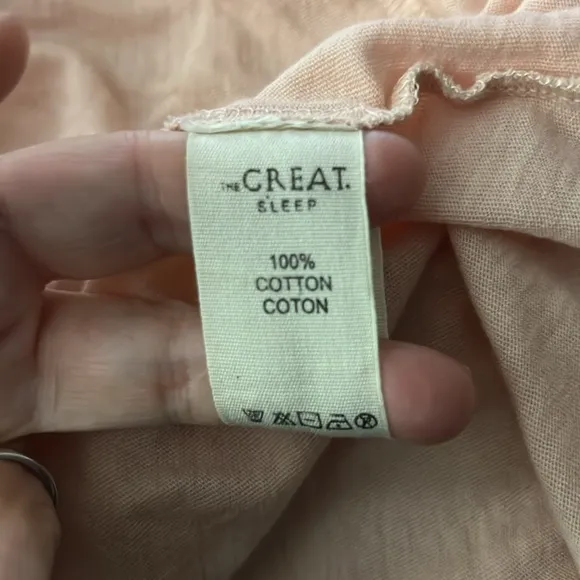 THE GREAT.
SLEEP
100%
COTTON
COTON